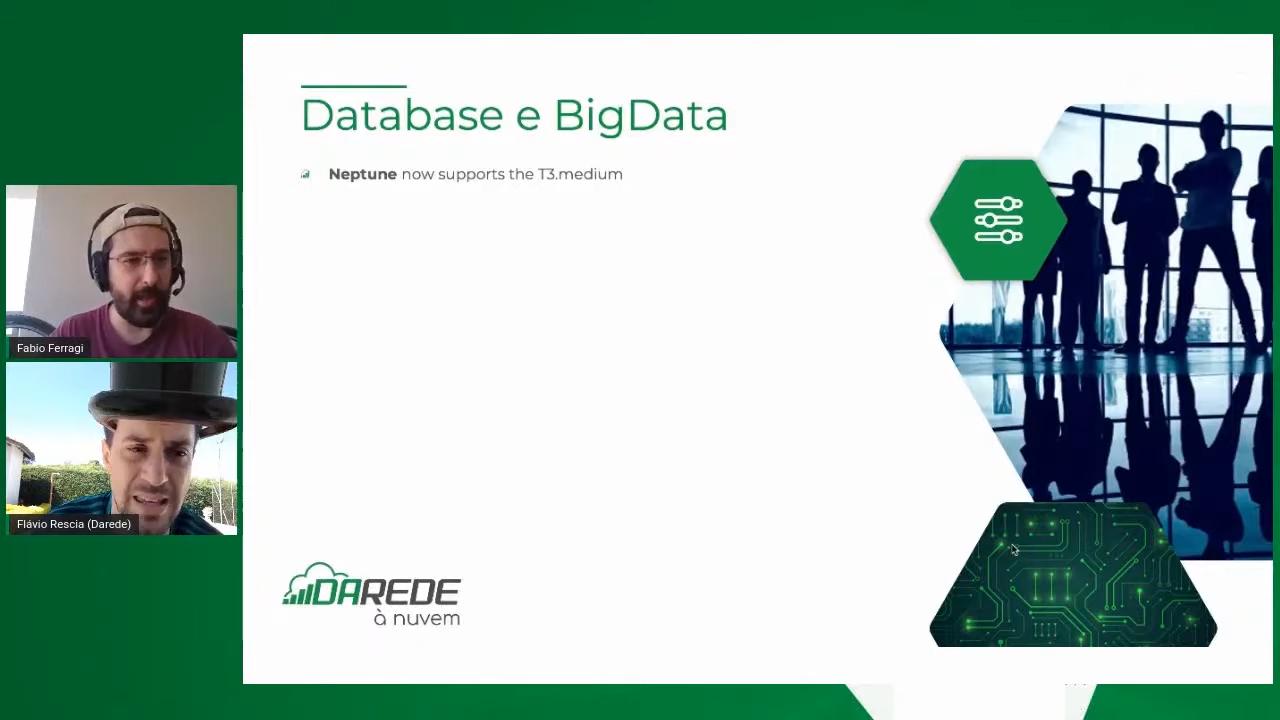 Database e BigData
Neptune now supports the T3.medium
Fabio Ferragi
Flávio Rescia (Darede)
DAREDE
à nuvem